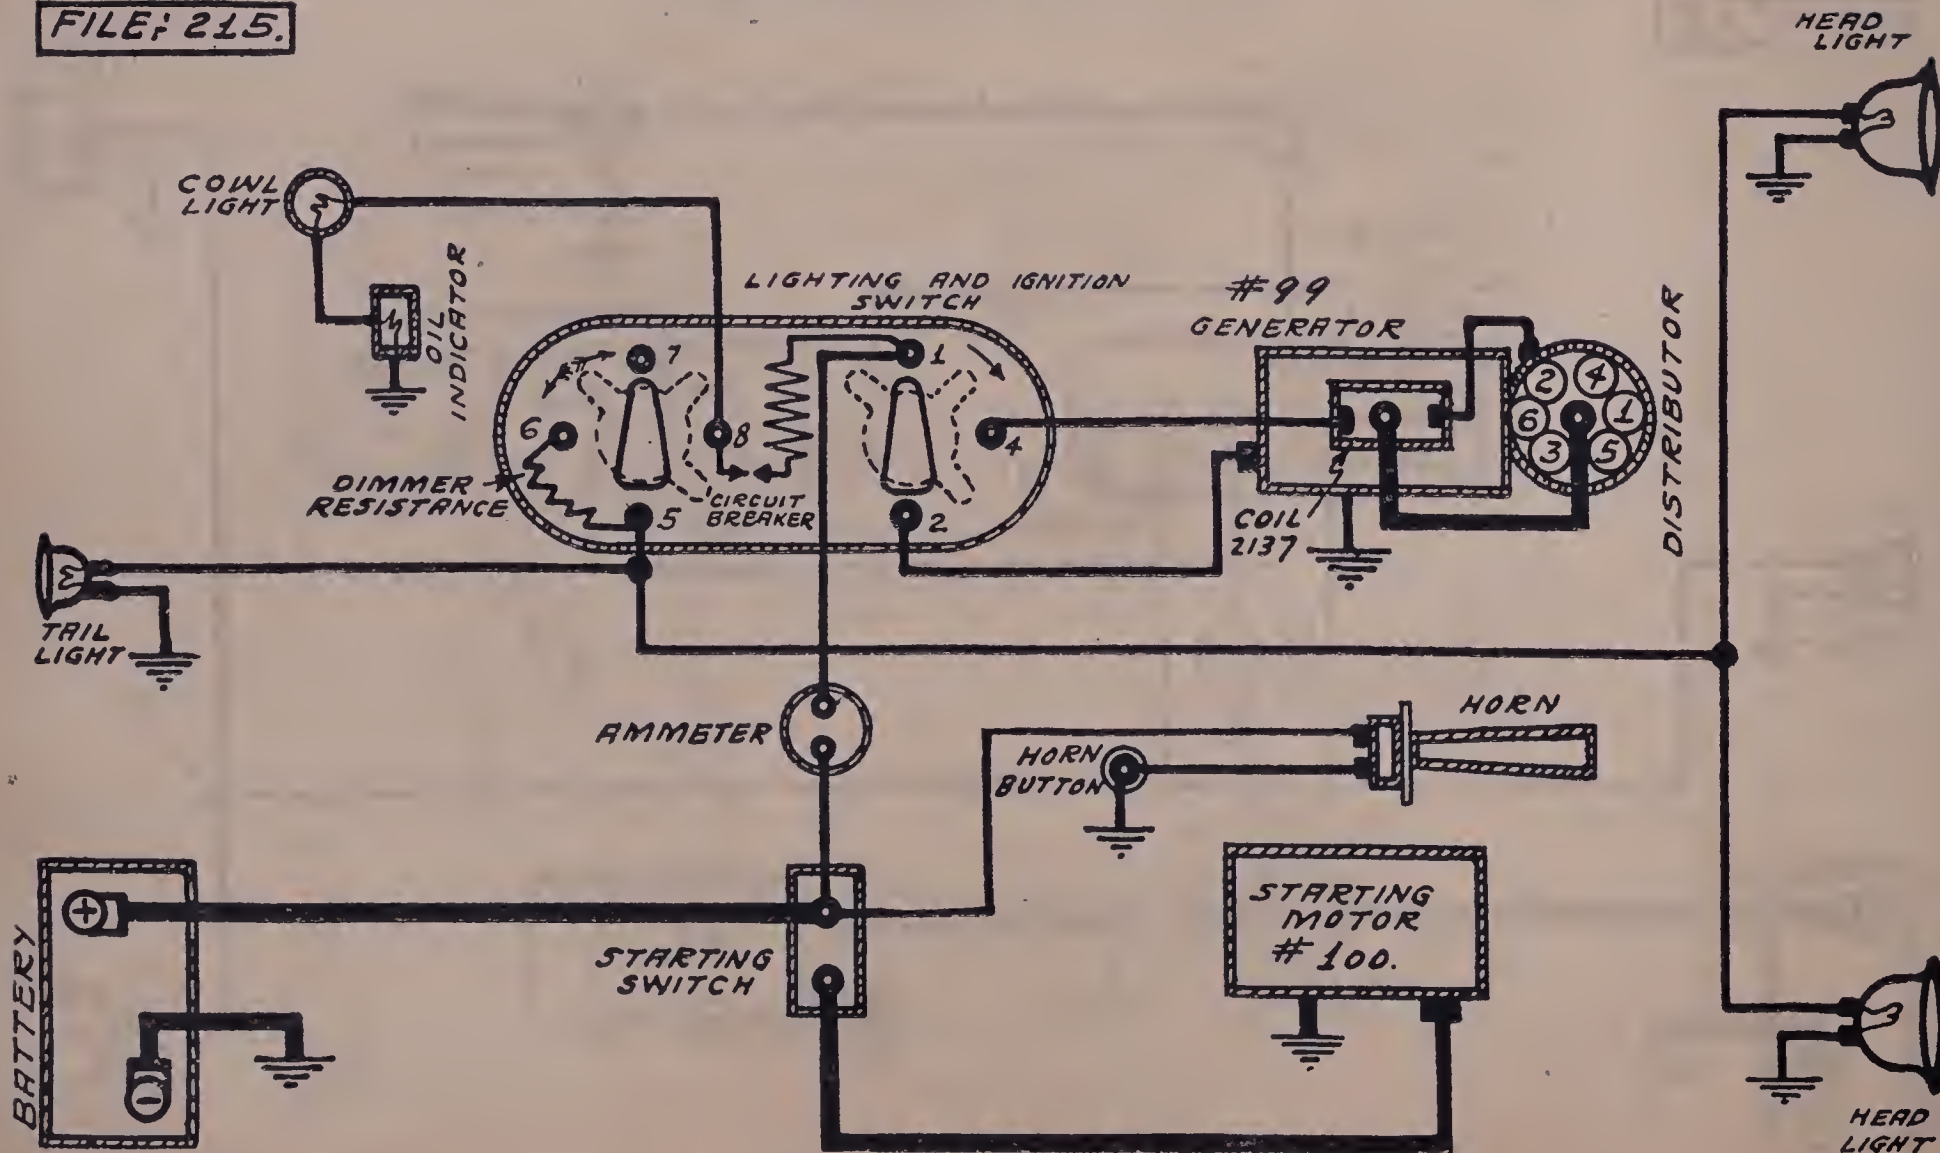 FILE: 215.
HEAD
LIGHT
COWL
LIGHT
OIL
INDICATOR
LIGHTING AND IGNITION
SWITCH
#99
GENERATOR
DISTRIBUTOR
7
1
6
8
4
5
2
DIMMER
RESISTANCE
CIRCUIT
BREAKER
COIL
2137
2
4
1
6
3
5
TAIL
LIGHT
AMMETER
HORN
HORN
BUTTON
BATTERY
+
-
STARTING
SWITCH
STARTING
MOTOR
# 100.
HEAD
LIGHT